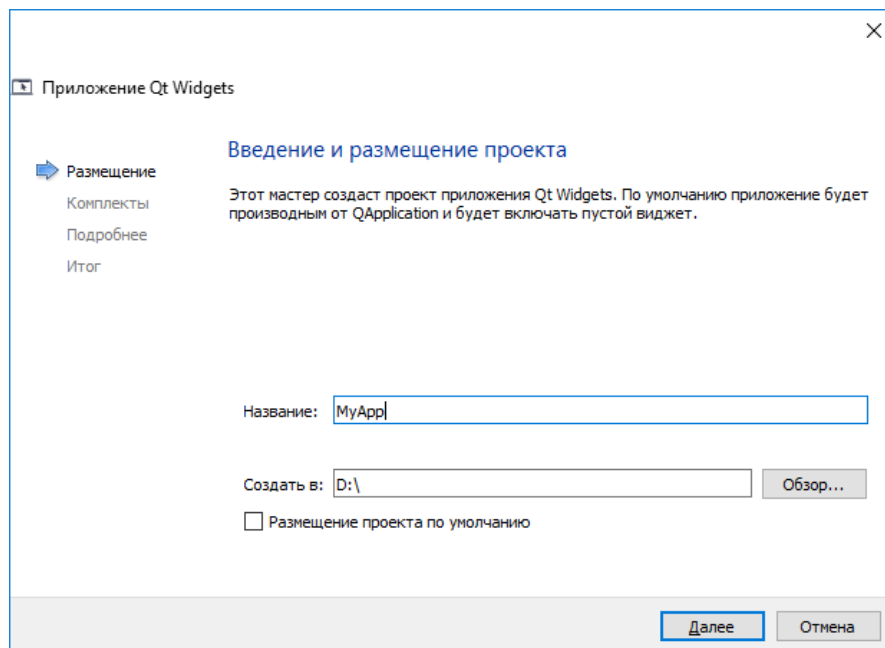 Приложение Qt Widgets
Размещение
Комплекты
Подробнее
Итог
Введение и размещение проекта
Этот мастер создаст проект приложения Qt Widgets. По умолчанию приложение будет
производным от QApplication и будет включать пустой виджет.
Название: MyApp
Создать в: D:\ Обзор...
Размещение проекта по умолчанию
Далее Отмена